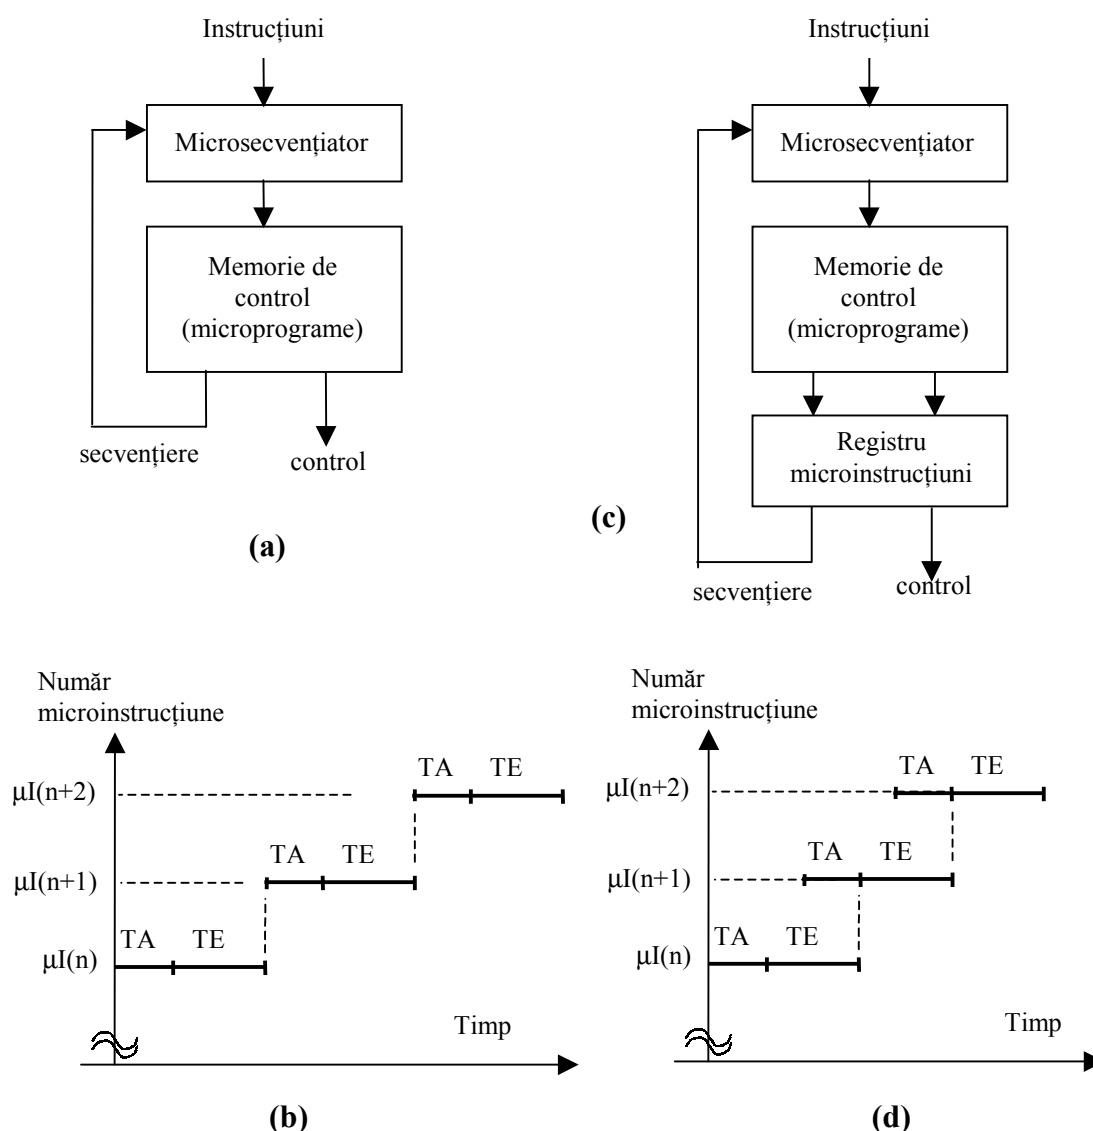 Instrucțiuni
Microsecvențiator
Memorie de
control
(microprograme)
secvențiere
control
(a)
Instrucțiuni
Microsecvențiator
Memorie de
control
(microprograme)
Registru
microinstrucțiuni
secvențiere
control
(c)
Număr
microinstrucțiune
μI(n+2)
TA TE
μI(n+1)
TA TE
μI(n)
TA TE
Timp
(b)
Număr
microinstrucțiune
μI(n+2)
TA TE
μI(n+1)
TA TE
μI(n)
TA TE
Timp
(d)